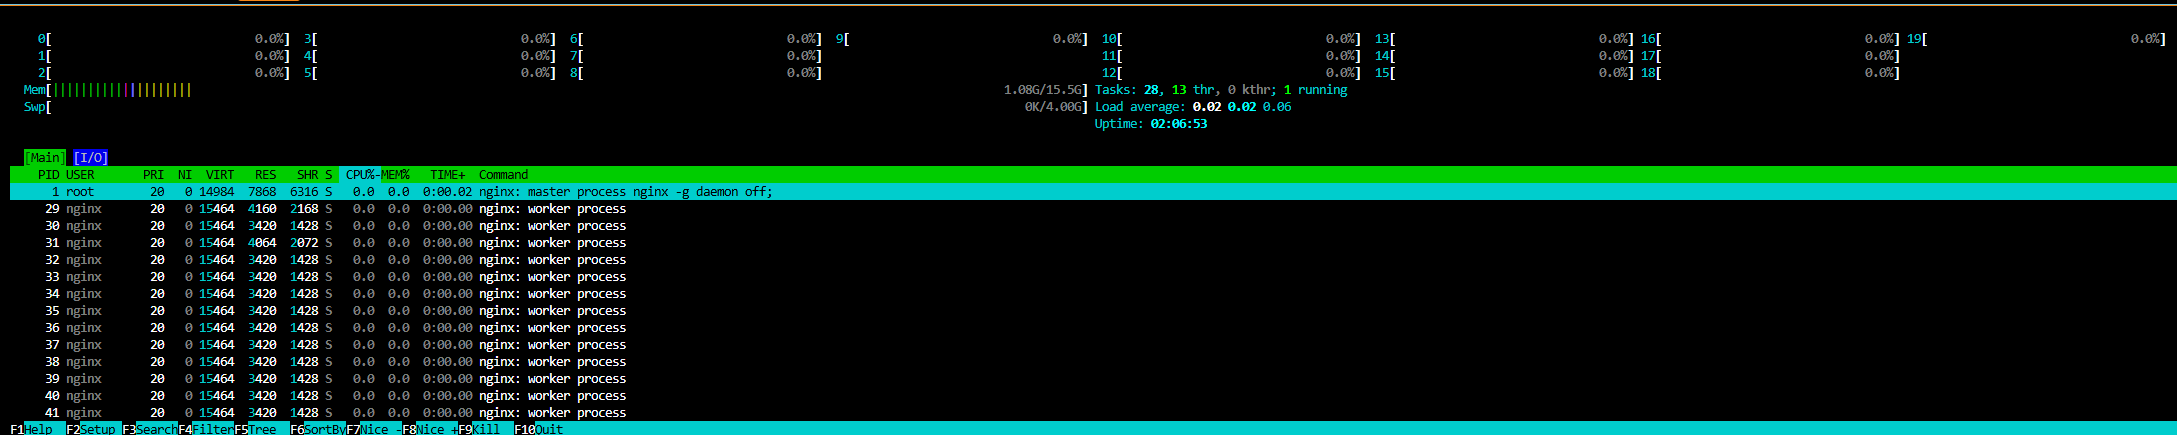 0[ 0.0%] 3[ 0.0%] 6[ 0.0%] 9[ 0.0%] 10[ 0.0%] 13[ 0.0%] 16[ 0.0%] 19[ 0.0%]
1[ 0.0%] 4[ 0.0%] 7[ 0.0%] 11[ 0.0%] 14[ 0.0%] 17[ 0.0%]
2[ 0.0%] 5[ 0.0%] 8[ 0.0%] 12[ 0.0%] 15[ 0.0%] 18[ 0.0%]
Mem[|||||||||||||||||||| 1.08G/15.5G] Tasks: 28, 13 thr, 0 kthr; 1 running
Swp[ 0K/4.00G] Load average: 0.02 0.02 0.06
Uptime: 02:06:53
[Main] [I/O]
PID USER PRI NI VIRT RES SHR S CPU%-MEM% TIME+ Command
1 root 20 0 14984 7868 6316 S 0.0 0.0 0:00.02 nginx: master process nginx -g daemon off;
29 nginx 20 0 15464 4160 2168 S 0.0 0.0 0:00.00 nginx: worker process
30 nginx 20 0 15464 3420 1428 S 0.0 0.0 0:00.00 nginx: worker process
31 nginx 20 0 15464 4064 2072 S 0.0 0.0 0:00.00 nginx: worker process
32 nginx 20 0 15464 3420 1428 S 0.0 0.0 0:00.00 nginx: worker process
33 nginx 20 0 15464 3420 1428 S 0.0 0.0 0:00.00 nginx: worker process
34 nginx 20 0 15464 3420 1428 S 0.0 0.0 0:00.00 nginx: worker process
35 nginx 20 0 15464 3420 1428 S 0.0 0.0 0:00.00 nginx: worker process
36 nginx 20 0 15464 3420 1428 S 0.0 0.0 0:00.00 nginx: worker process
37 nginx 20 0 15464 3420 1428 S 0.0 0.0 0:00.00 nginx: worker process
38 nginx 20 0 15464 3420 1428 S 0.0 0.0 0:00.00 nginx: worker process
39 nginx 20 0 15464 3420 1428 S 0.0 0.0 0:00.00 nginx: worker process
40 nginx 20 0 15464 3420 1428 S 0.0 0.0 0:00.00 nginx: worker process
41 nginx 20 0 15464 3420 1428 S 0.0 0.0 0:00.00 nginx: worker process
F1Help F2Setup F3SearchF4FilterF5Tree F6SortByF7Nice -F8Nice +F9Kill F10Quit